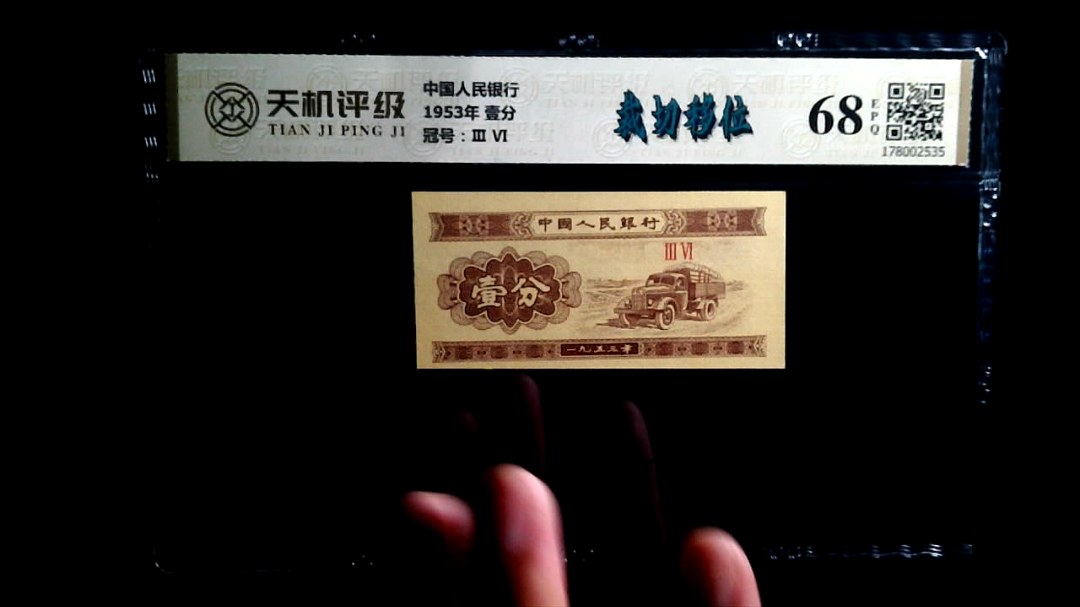 天机评级
TIAN JI PING JI
中国人民银行
1953年 壹分
冠号：Ⅲ Ⅵ
裁切移位
68
EPQ
178002535
中國人民銀行
Ⅲ Ⅵ
壹分
一九五三年